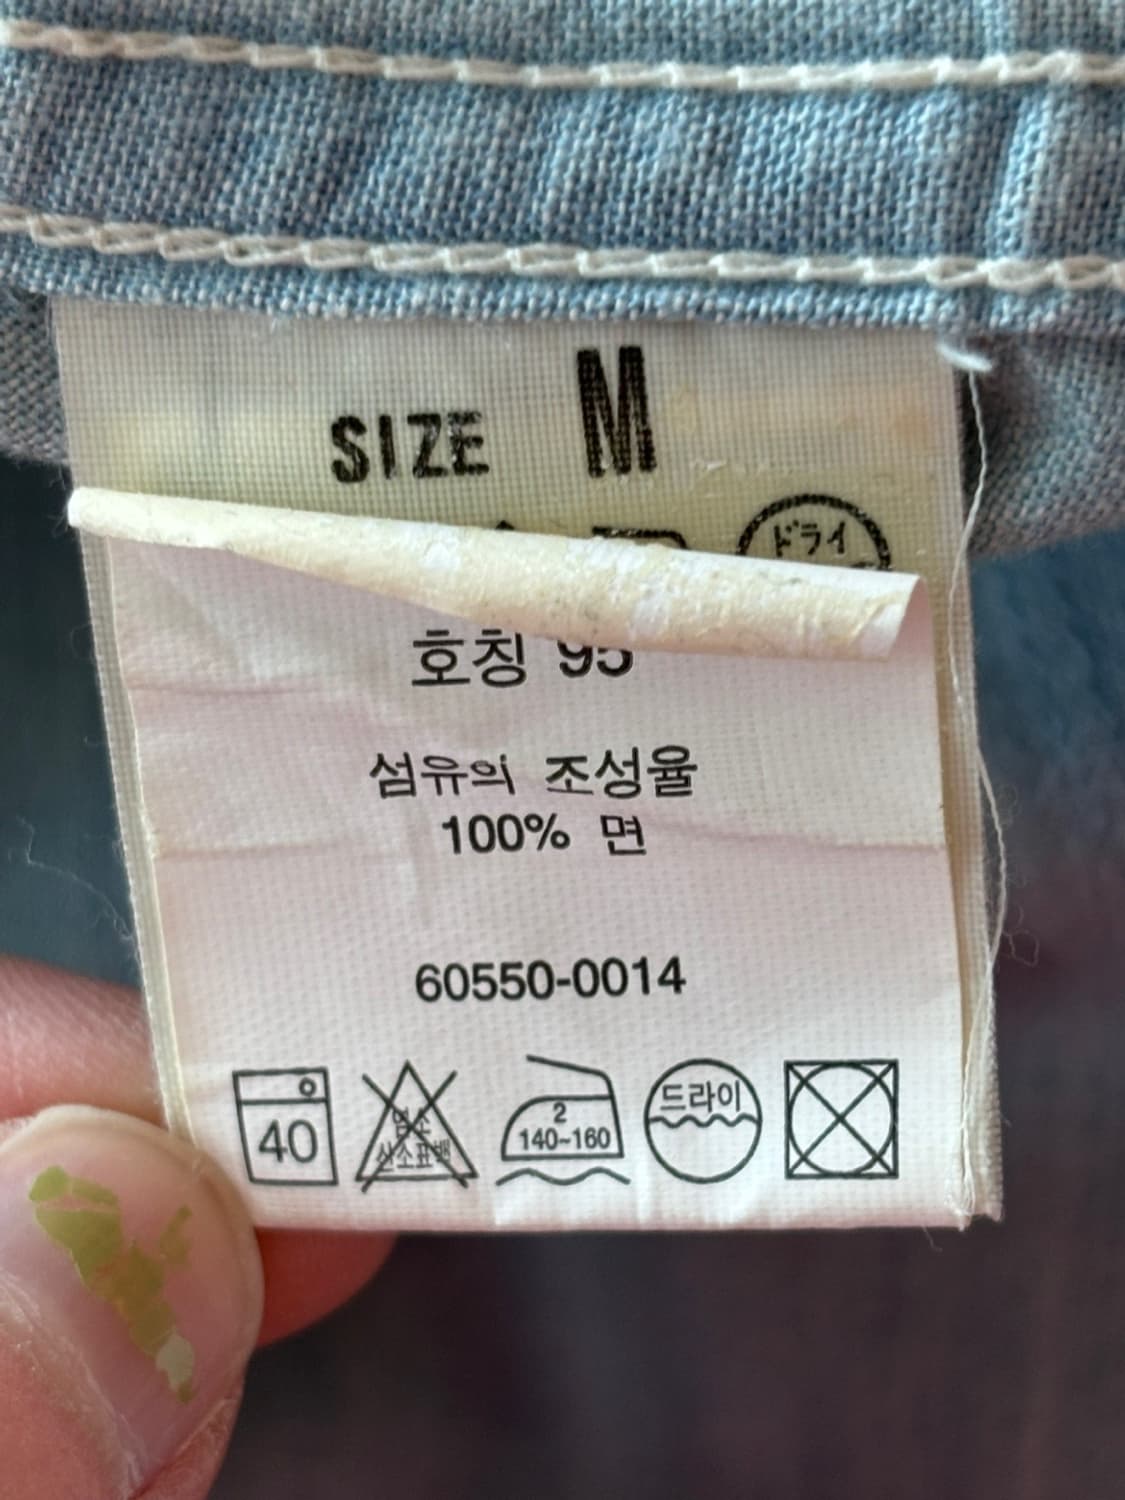 SIZE M
ドライ
호칭 95
섬유의 조성율
100% 면
60550-0014
40
염소
산소표백
2
140~160
드라이